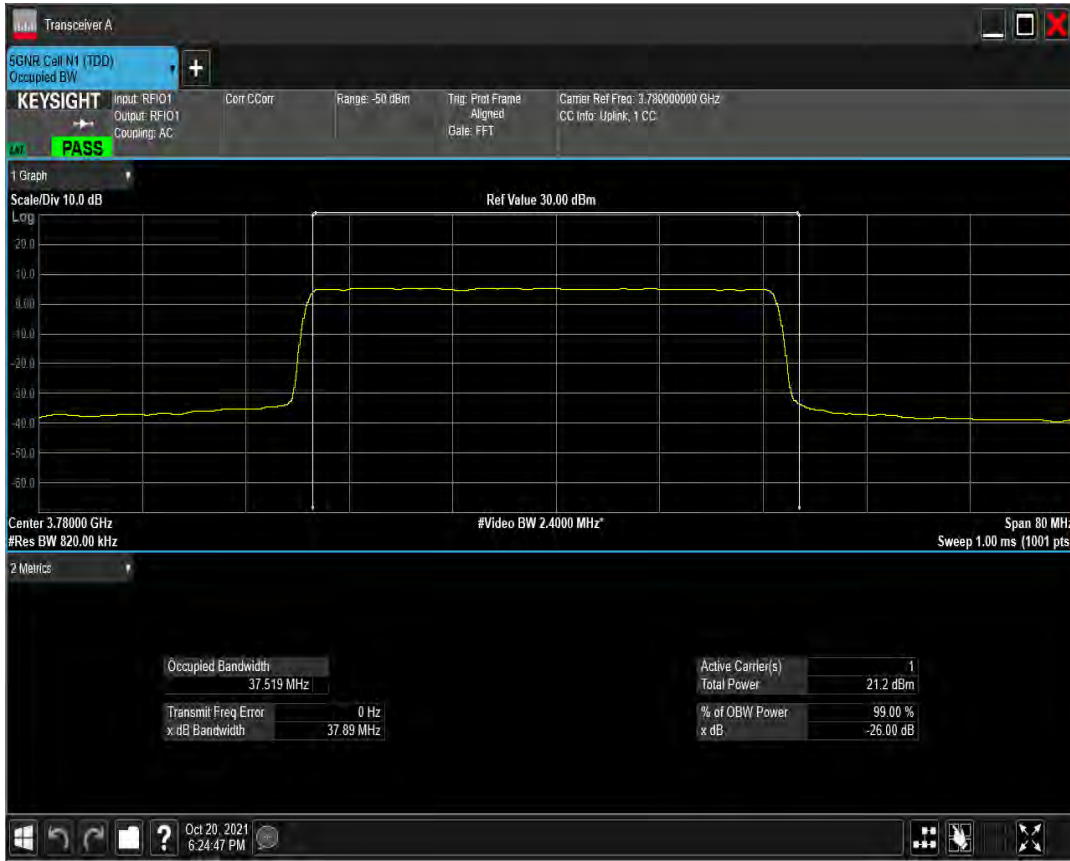 Transceiver A
5GNR Cell N1 (TDD)
Occupied BW
+
KEYSIGHT
PASS
Input: RFIO1
Output: RFIO1
Coupling: AC
Corr CCorr
Range: -50 dBm
Trig: Prot Frame
Aligned
Gate: FFT
Carrier Ref Freq: 3.780000000 GHz
CC Info: Uplink, 1 CC
1 Graph
Scale/Div 10.0 dB
Ref Value 30.00 dBm
Log
20.0
10.0
0.00
-10.0
-20.0
-30.0
-40.0
-50.0
-60.0
Center 3.78000 GHz
#Video BW 2.4000 MHz*
Span 80 MHz
#Res BW 820.00 kHz
Sweep 1.00 ms (1001 pts
2 Metrics
Occupied Bandwidth
37.519 MHz
Transmit Freq Error 0 Hz
x dB Bandwidth 37.89 MHz
Active Carrier(s) 1
Total Power 21.2 dBm
% of OBW Power 99.00 %
x dB -26.00 dB
?
Oct 20, 2021
6:24:47 PM